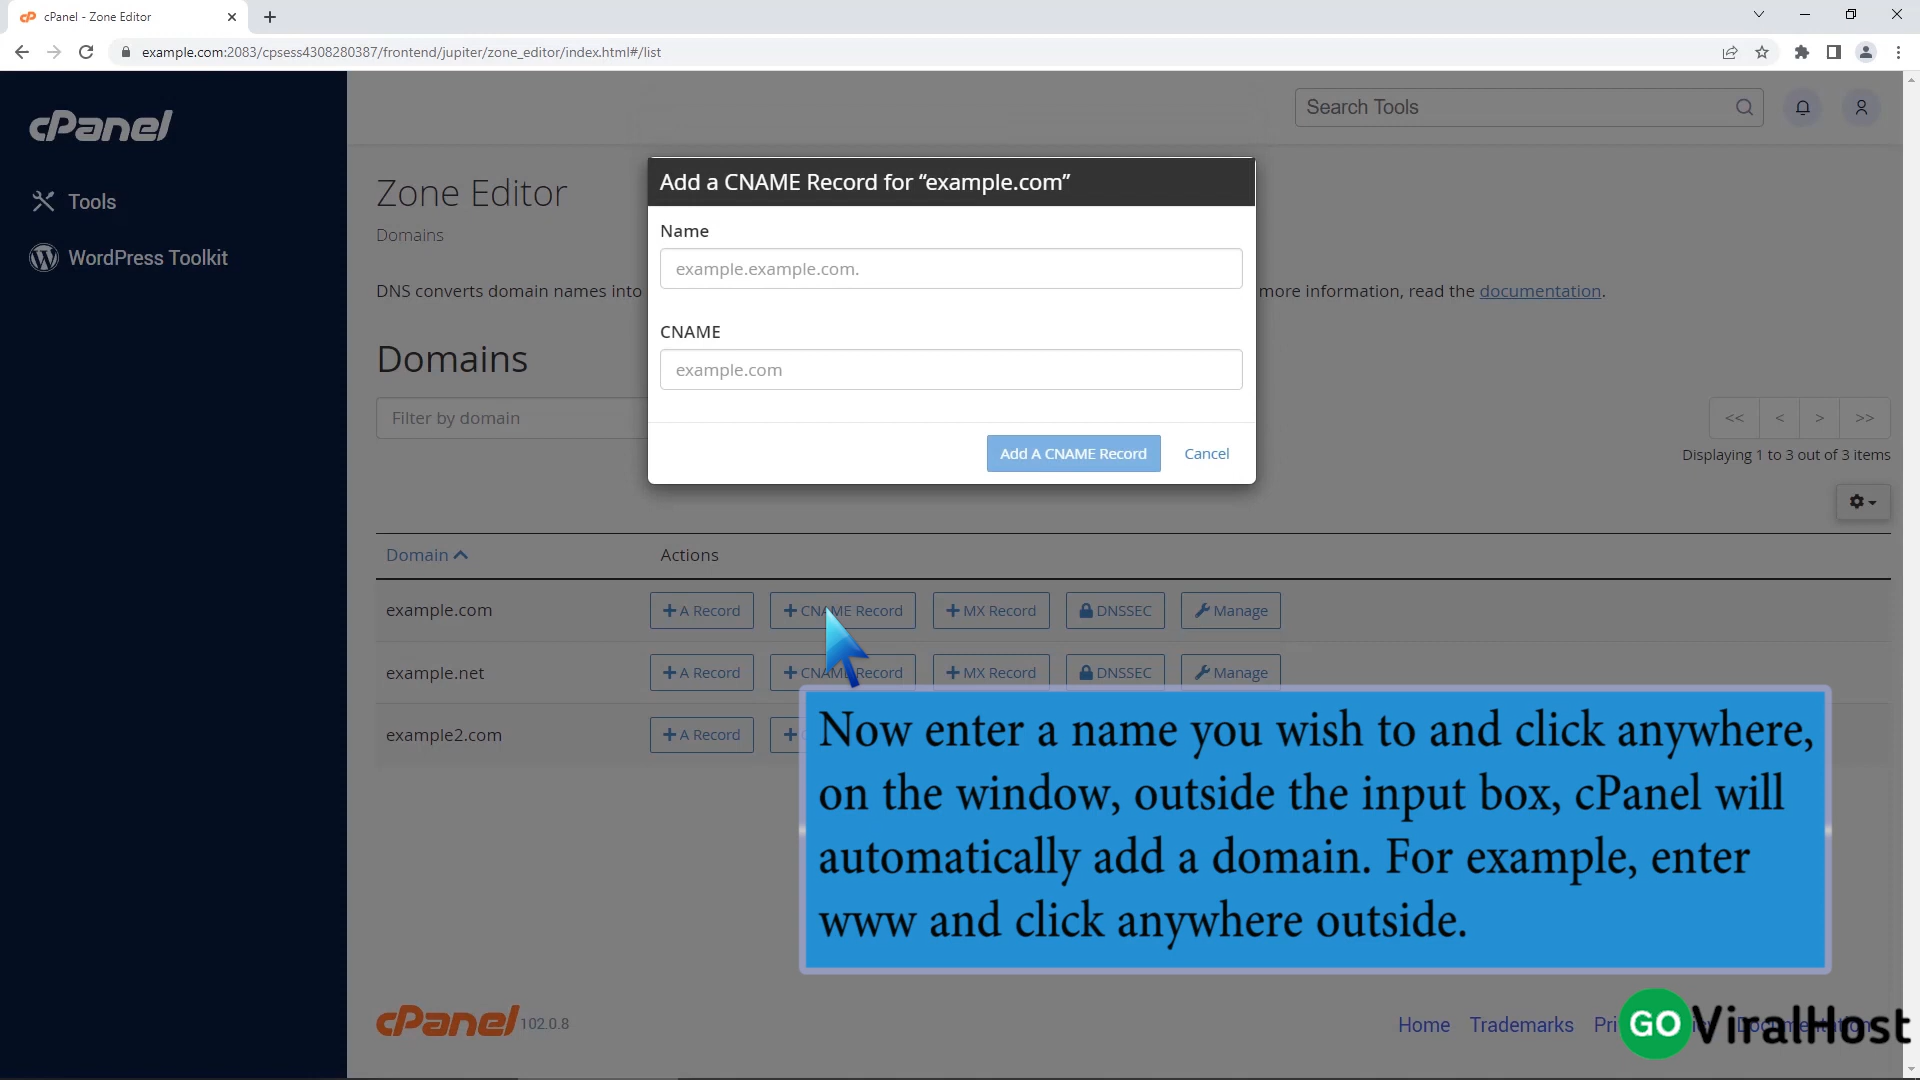 cPanel - Zone Editor
example.com:2083/cpsess4308280387/frontend/jupiter/zone_editor/index.html#/list
cPanel
Search Tools
Tools
WordPress Toolkit
Zone Editor
Domains
DNS converts domain names into
more information, read the documentation.
Add a CNAME Record for “example.com”
Name
example.example.com.
CNAME
example.com
Add A CNAME Record
Cancel
Domains
Filter by domain
<< < > >>
Displaying 1 to 3 out of 3 items
Domain Actions
example.com A Record CNAME Record MX Record DNSSEC Manage
example.net A Record CNAME Record MX Record DNSSEC Manage
example2.com A Record
Now enter a name you wish to and click anywhere,
on the window, outside the input box, cPanel will
automatically add a domain. For example, enter
www and click anywhere outside.
cPanel 102.0.8
Home Trademarks
GO ViralHost